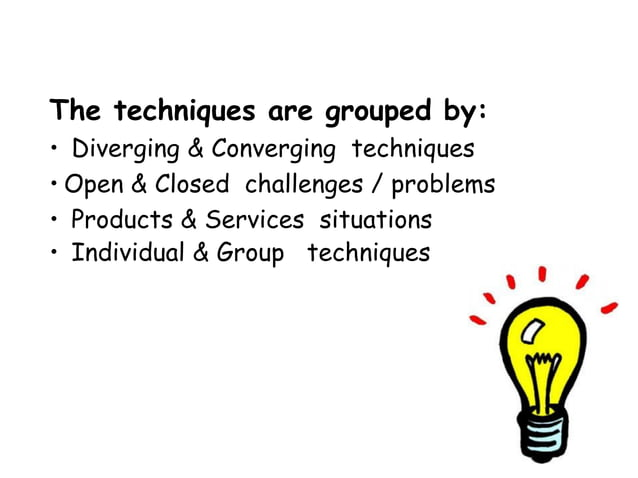 The techniques are grouped by:
• Diverging & Converging techniques
• Open & Closed challenges / problems
• Products & Services situations
• Individual & Group techniques